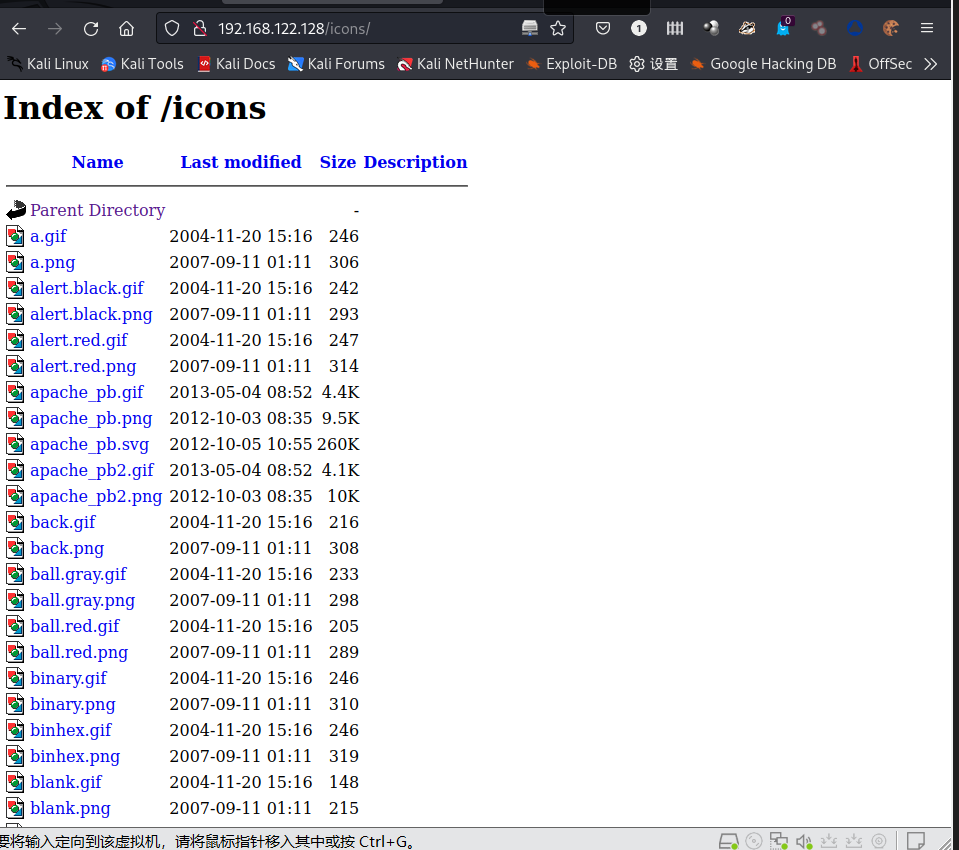 192.168.122.128/icons/
1
0
Kali Linux Kali Tools Kali Docs Kali Forums Kali NetHunter Exploit-DB 设置 Google Hacking DB OffSec
Index of /icons
Name Last modified Size Description
Parent Directory -
a.gif 2004-11-20 15:16 246
a.png 2007-09-11 01:11 306
alert.black.gif 2004-11-20 15:16 242
alert.black.png 2007-09-11 01:11 293
alert.red.gif 2004-11-20 15:16 247
alert.red.png 2007-09-11 01:11 314
apache_pb.gif 2013-05-04 08:52 4.4K
apache_pb.png 2012-10-03 08:35 9.5K
apache_pb.svg 2012-10-05 10:55 260K
apache_pb2.gif 2013-05-04 08:52 4.1K
apache_pb2.png 2012-10-03 08:35 10K
back.gif 2004-11-20 15:16 216
back.png 2007-09-11 01:11 308
ball.gray.gif 2004-11-20 15:16 233
ball.gray.png 2007-09-11 01:11 298
ball.red.gif 2004-11-20 15:16 205
ball.red.png 2007-09-11 01:11 289
binary.gif 2004-11-20 15:16 246
binary.png 2007-09-11 01:11 310
binhex.gif 2004-11-20 15:16 246
binhex.png 2007-09-11 01:11 319
blank.gif 2004-11-20 15:16 148
blank.png 2007-09-11 01:11 215
要将输入定向到该虚拟机，请将鼠标指针移入其中或按 Ctrl+G。